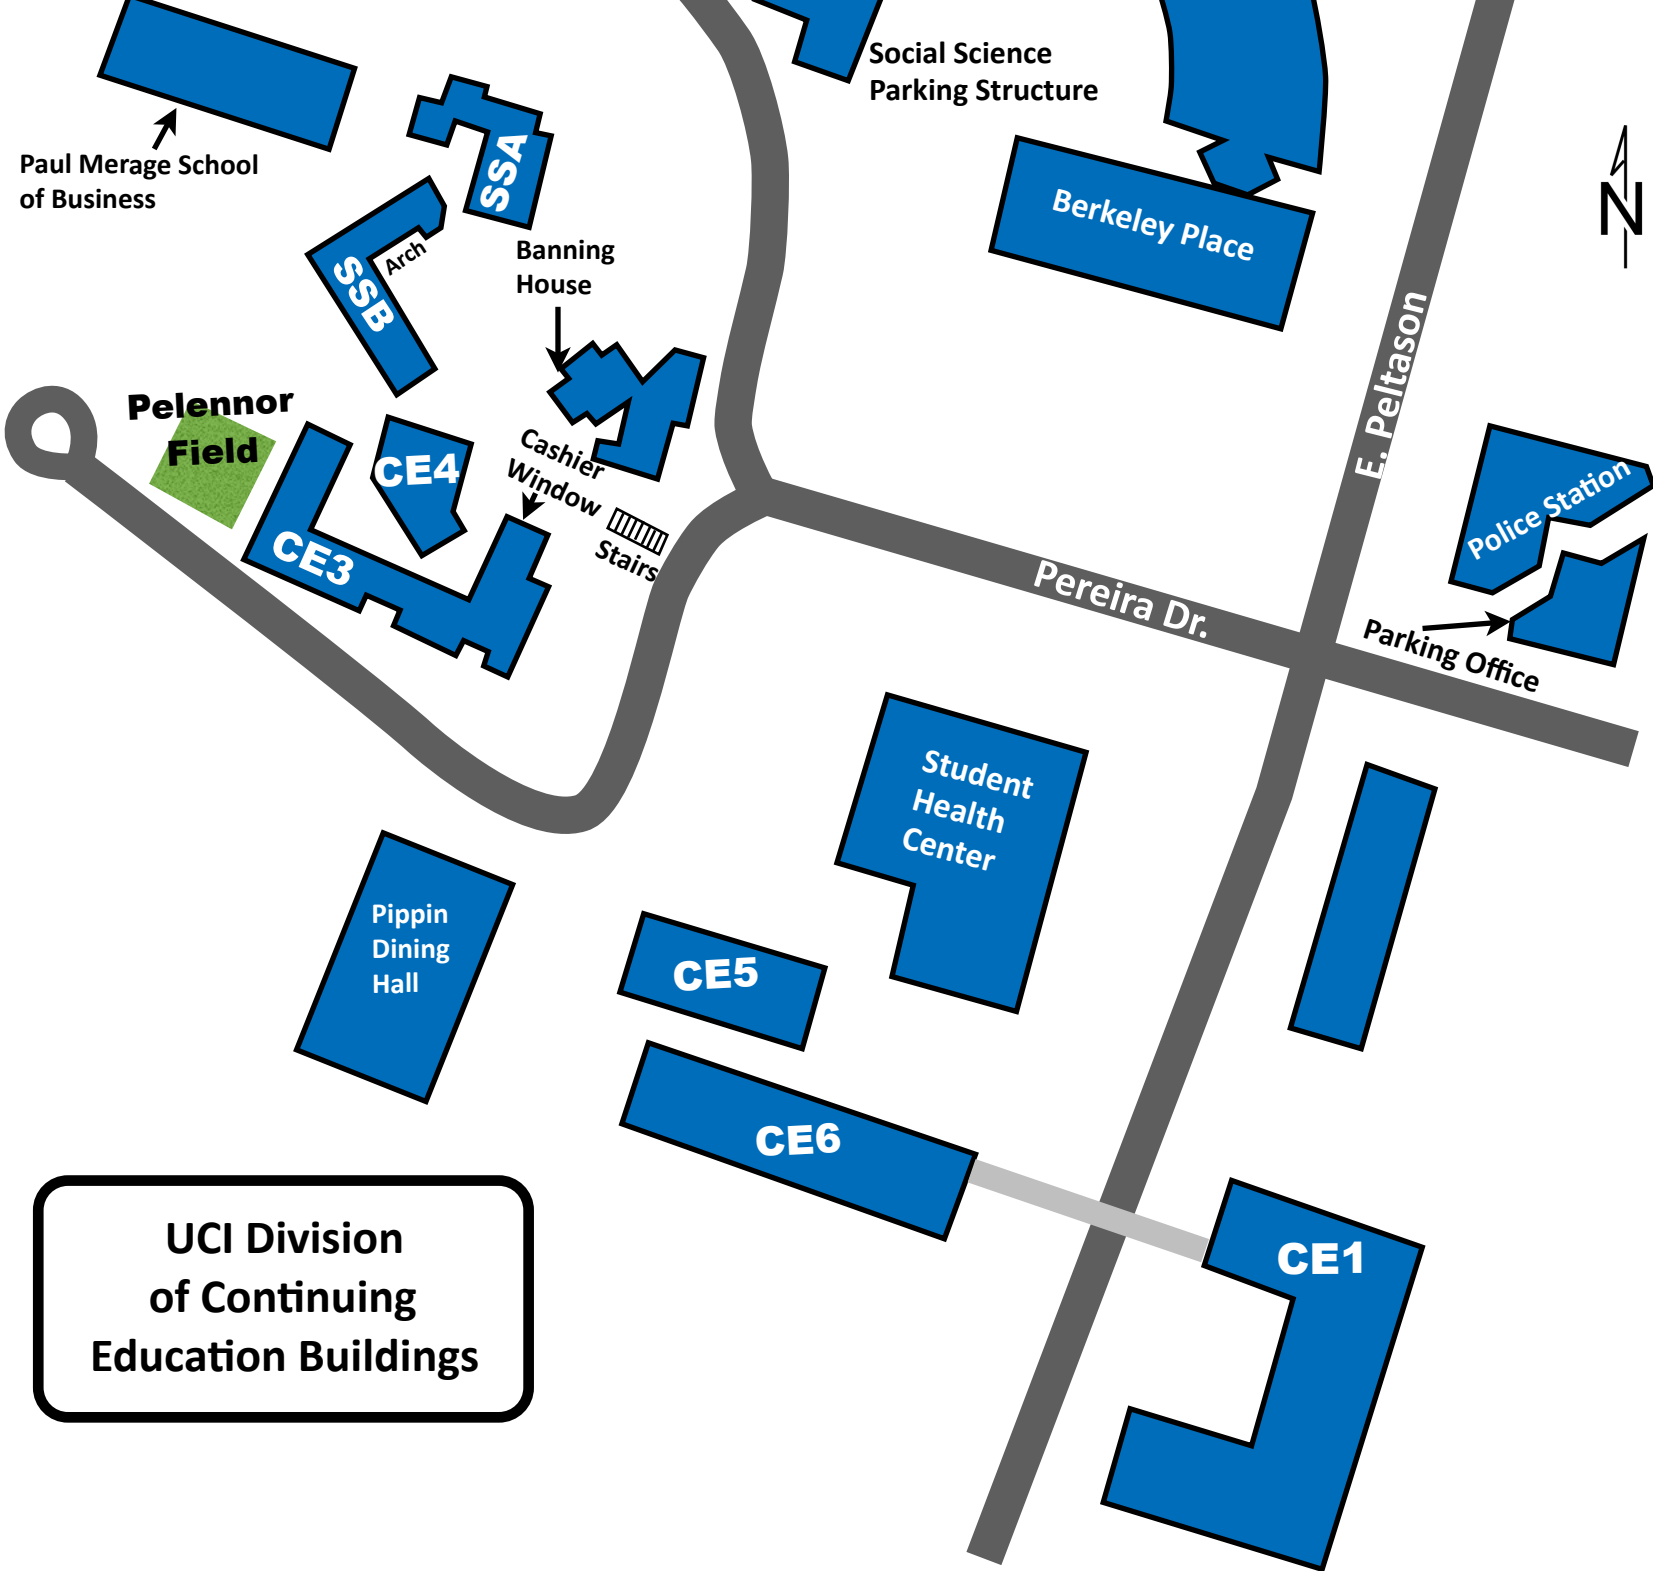 Social Science
Parking Structure
Paul Merage School
of Business
SSA
Arch
SSB
Banning
House
Berkeley Place
N
E. Peltason
Pelennor
Field
CE4
Cashier
Window
Stairs
CE3
Police Station
Pereira Dr.
Parking Office
Student
Health
Center
Pippin
Dining
Hall
CE5
CE6
CE1
UCI Division
of Continuing
Education Buildings